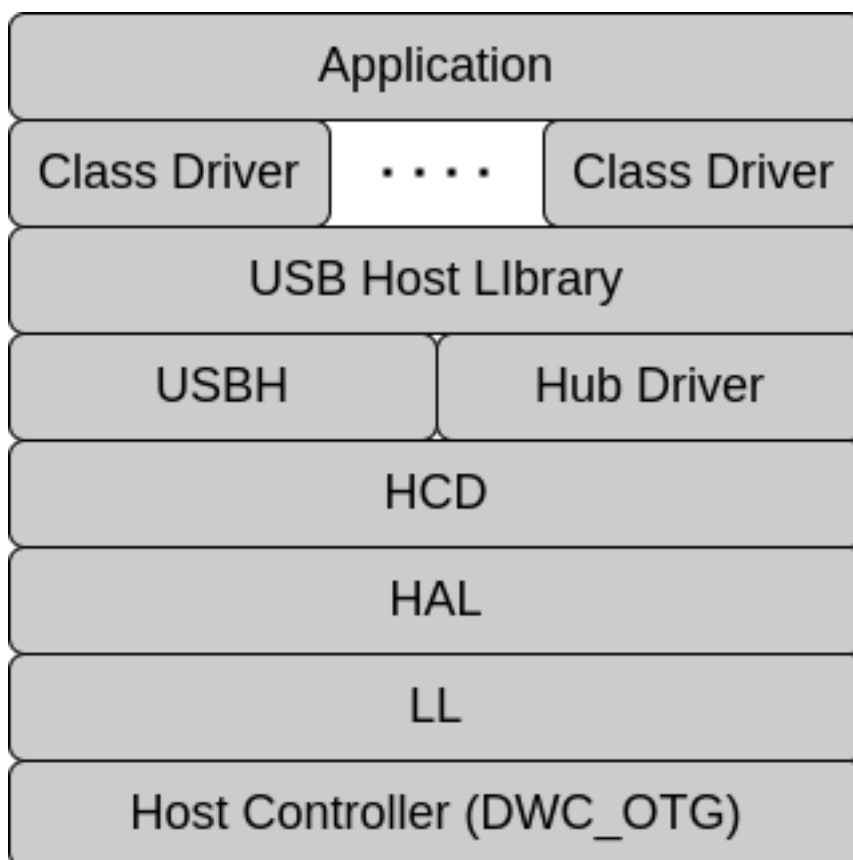 Application
Class Driver
. . . .
Class Driver
USB Host LIbrary
USBH
Hub Driver
HCD
HAL
LL
Host Controller (DWC_OTG)